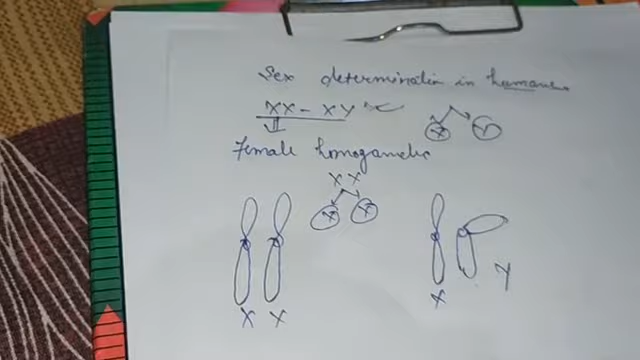 Sex determination in humans
XX - XY
X Y
Female homogametic
XX
X X
X X
X Y